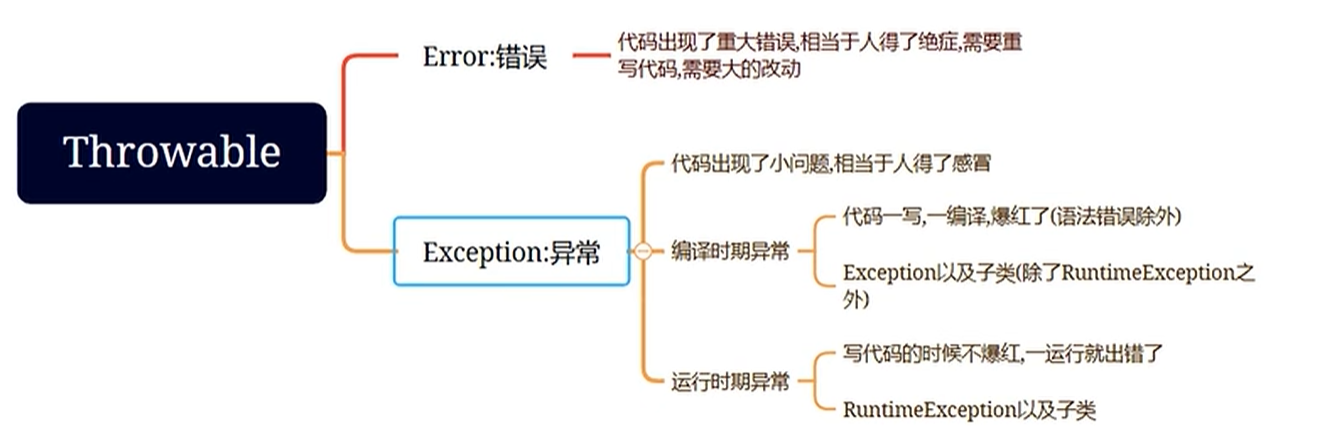 Throwable
Error:错误
代码出现了重大错误,相当于人得了绝症,需要重
写代码,需要大的改动
Exception:异常
代码出现了小问题,相当于人得了感冒
编译时期异常
代码一写,一编译,爆红了(语法错误除外)
Exception以及子类(除了RuntimeException之
外)
运行时期异常
写代码的时候不爆红,一运行就出错了
RuntimeException以及子类